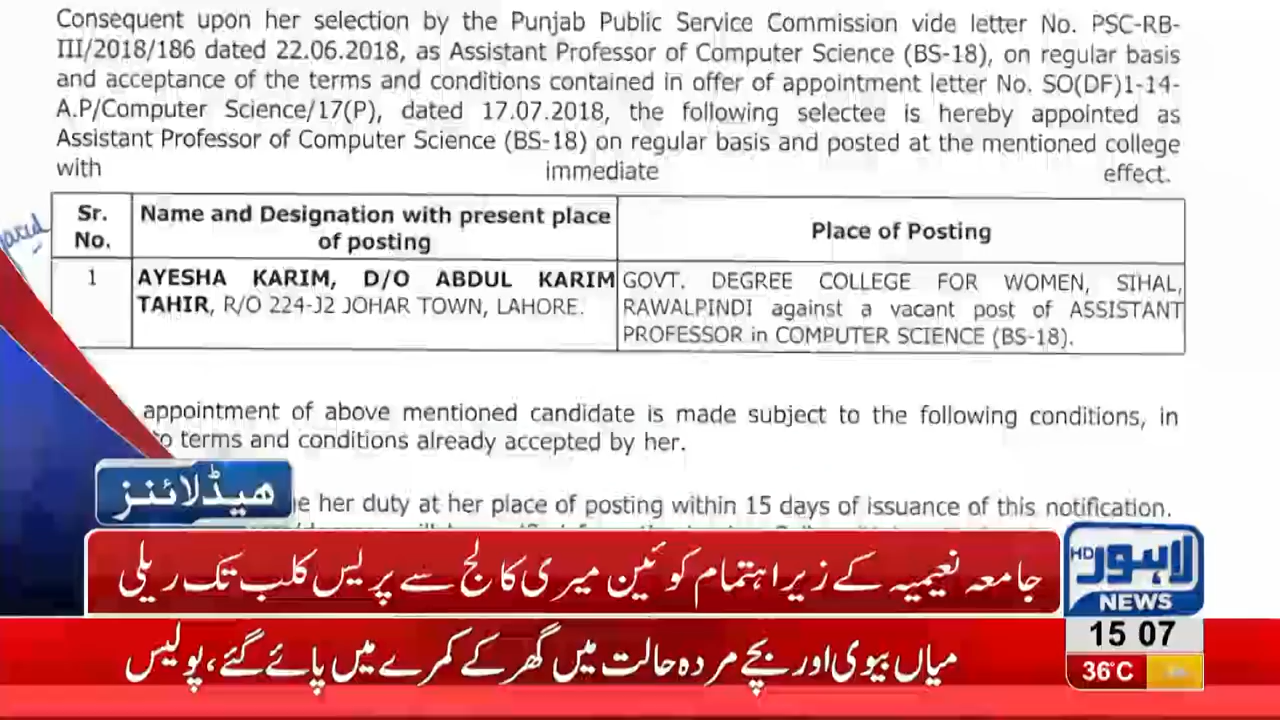 Consequent upon her selection by the Punjab Public Service Commission vide letter No. PSC-RB-
III/2018/186 dated 22.06.2018, as Assistant Professor of Computer Science (BS-18), on regular basis
and acceptance of the terms and conditions contained in offer of appointment letter No. SO(DF)1-14-
A.P/Computer Science/17(P), dated 17.07.2018, the following selectee is hereby appointed as
Assistant Professor of Computer Science (BS-18) on regular basis and posted at the mentioned college
with immediate effect.
Sr. No.
Name and Designation with present place of posting
Place of Posting
1
AYESHA KARIM, D/O ABDUL KARIM
TAHIR, R/O 224-J2 JOHAR TOWN, LAHORE.
GOVT. DEGREE COLLEGE FOR WOMEN, SIHAL,
RAWALPINDI against a vacant post of ASSISTANT
PROFESSOR in COMPUTER SCIENCE (BS-18).
appointment of above mentioned candidate is made subject to the following conditions, in
to terms and conditions already accepted by her.
her duty at her place of posting within 15 days of issuance of this notification.
ھیڈلائنز
جامعہ نعیمیہ کے زیراہتمام کوئین میری کالج سے پریس کلب تک ریلی
میاں بیوی اور بچے مردہ حالت میں گھر کے کمرے میں پائے گئے، پولیس
لاہور HD
NEWS
15 07
36°C